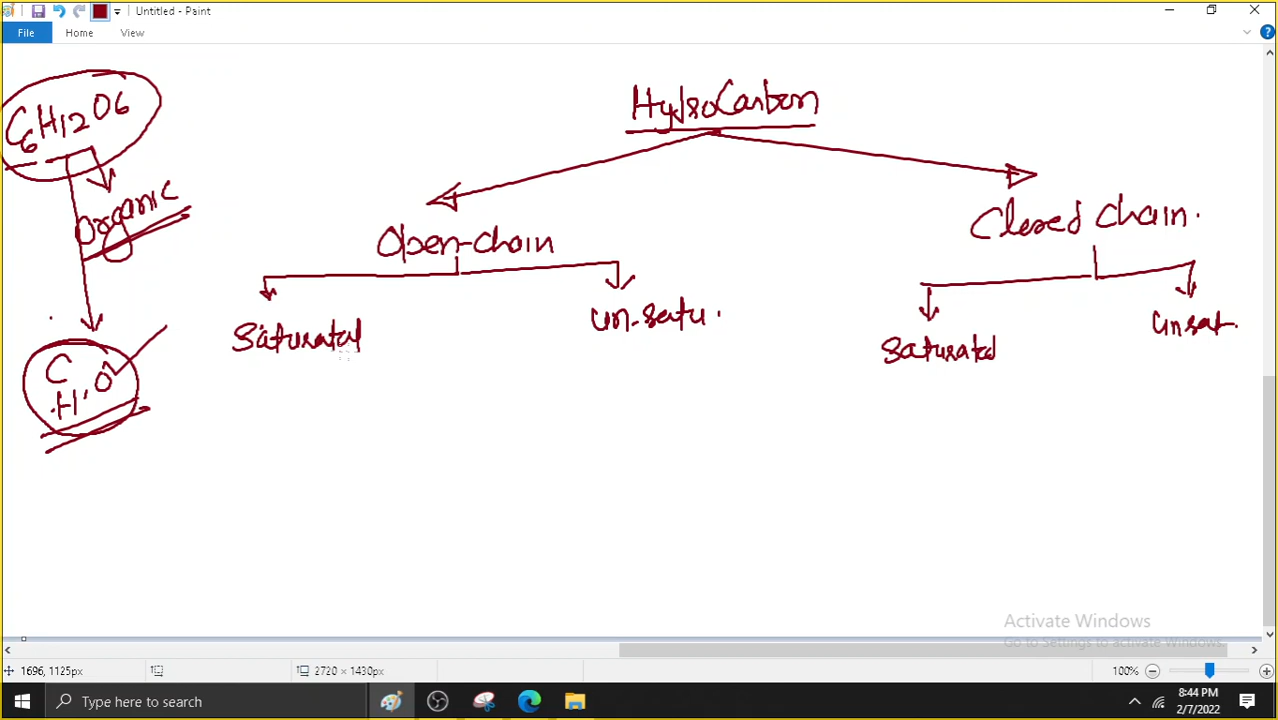 Untitled - Paint
File Home View
C6H12O6
Organic
C
H' O
HydroCarbon
Open-chain
Closed chain.
Saturated
un-satu.
Saturated
unsat.
Activate Windows
Go to Settings to activate Windows.
1696, 1125px
2720 × 1430px
100%
Type here to search
8:44 PM
2/7/2022